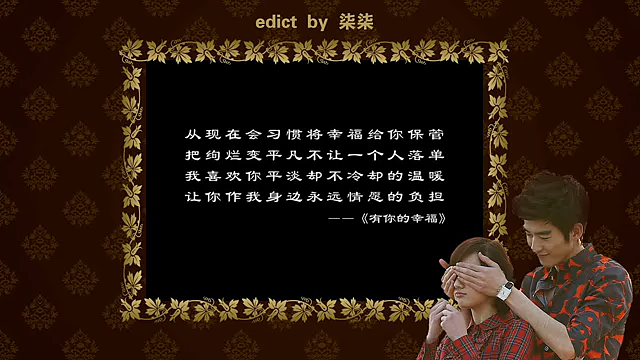 edict by 柒柒
从现在会习惯将幸福给你保管
把绚烂变平凡不让一个人落单
我喜欢你平淡却不冷却的温暖
让你作我身边永远情愿的负担
——《有你的幸福》